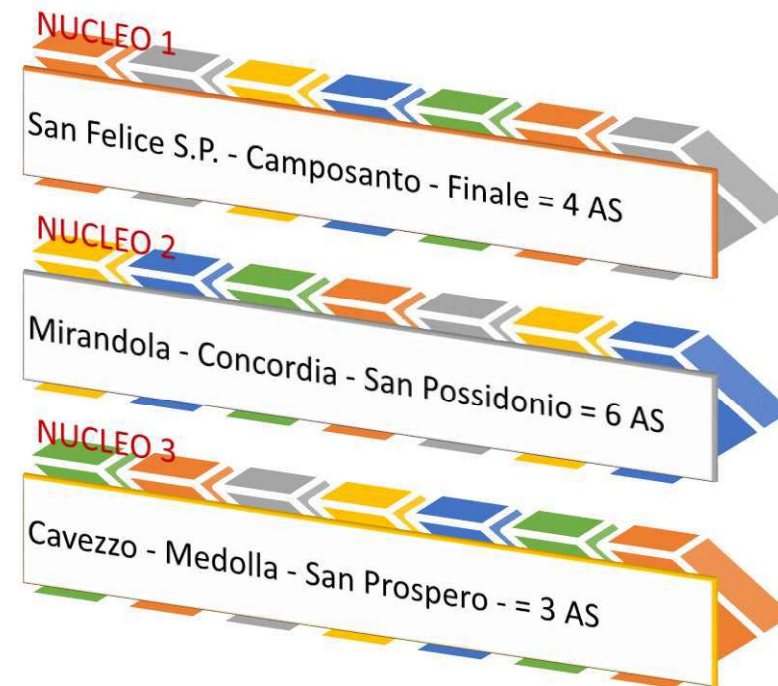 NUCLEO 1
San Felice S.P. - Camposanto - Finale = 4 AS
NUCLEO 2
Mirandola - Concordia - San Possidonio = 6 AS
NUCLEO 3
Cavezzo - Medolla - San Prospero - = 3 AS